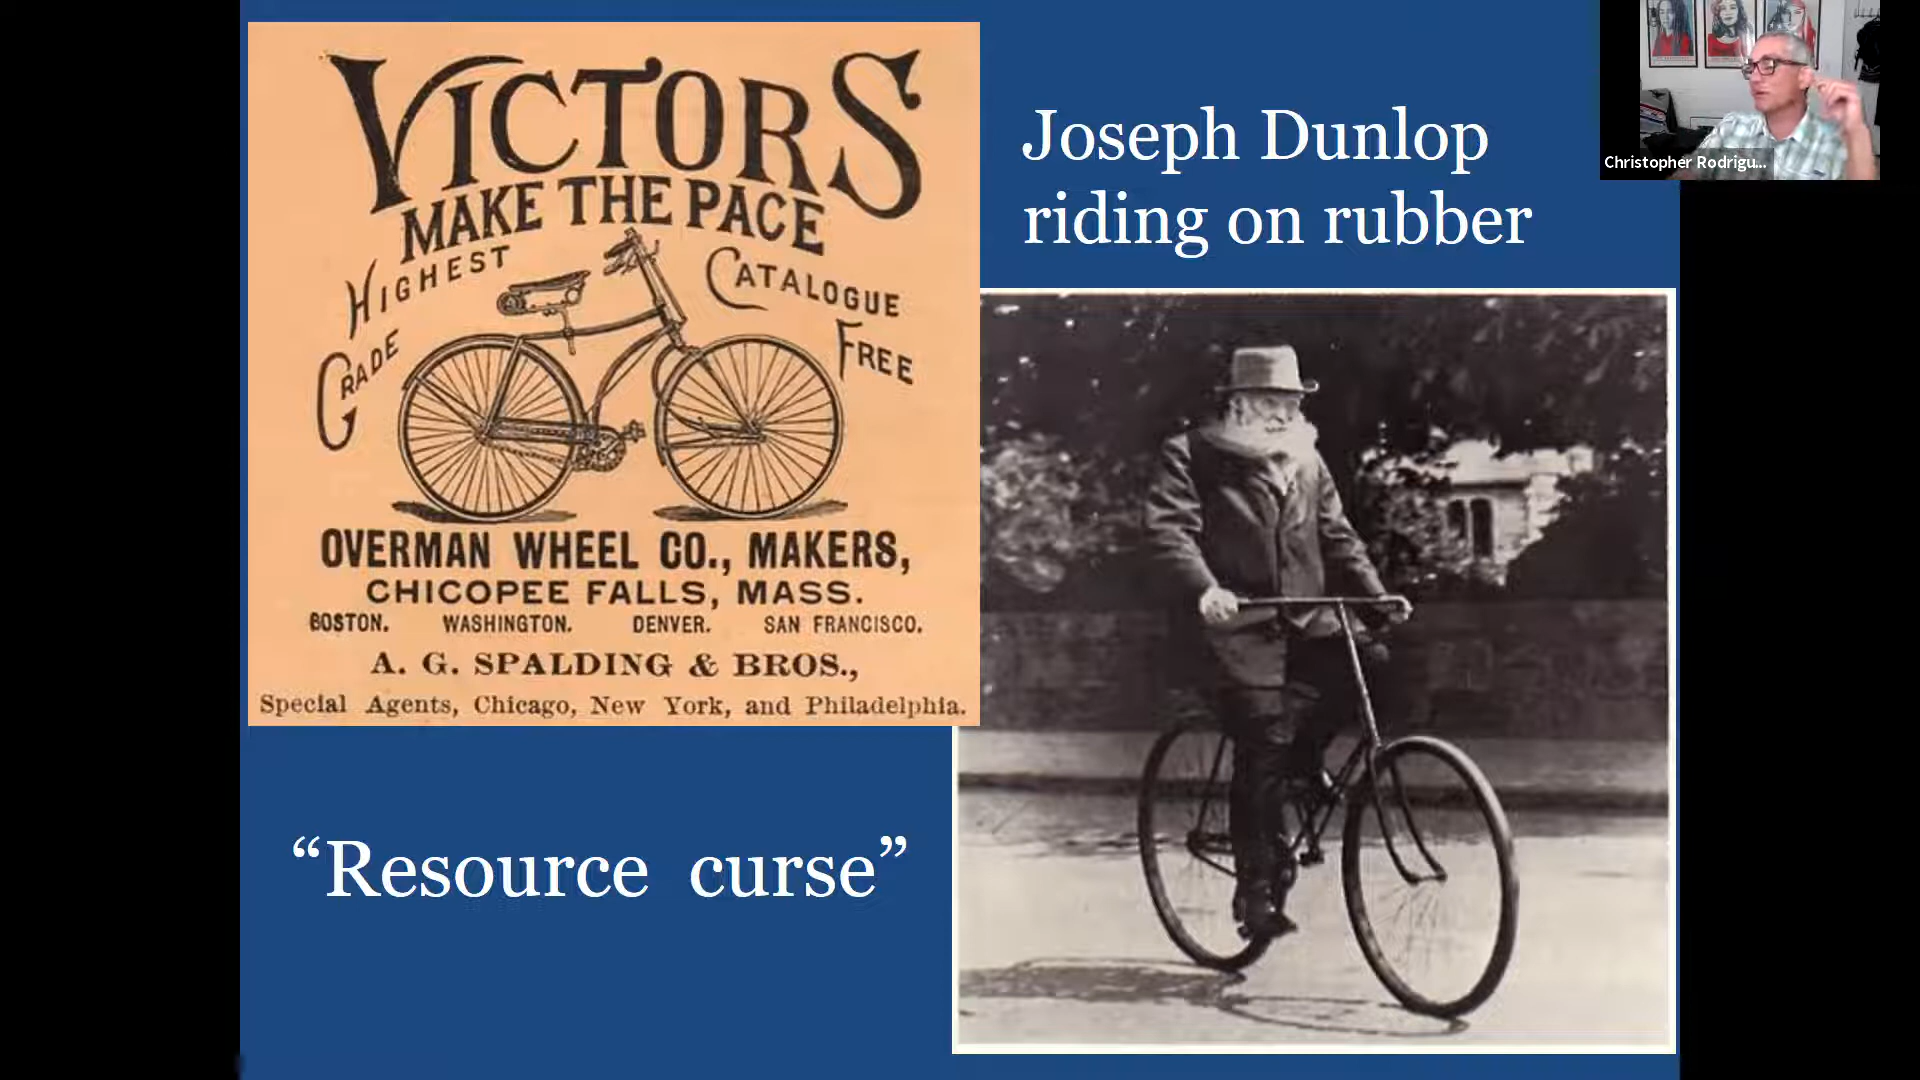 VICTORS
MAKE THE PACE
HIGHEST GRADE
CATALOGUE FREE
OVERMAN WHEEL CO., MAKERS,
CHICOPEE FALLS, MASS.
BOSTON. WASHINGTON. DENVER. SAN FRANCISCO.
A. G. SPALDING & BROS.,
Special Agents, Chicago, New York, and Philadelphia.
Joseph Dunlop
riding on rubber
“Resource curse”
Christopher Rodrigu...